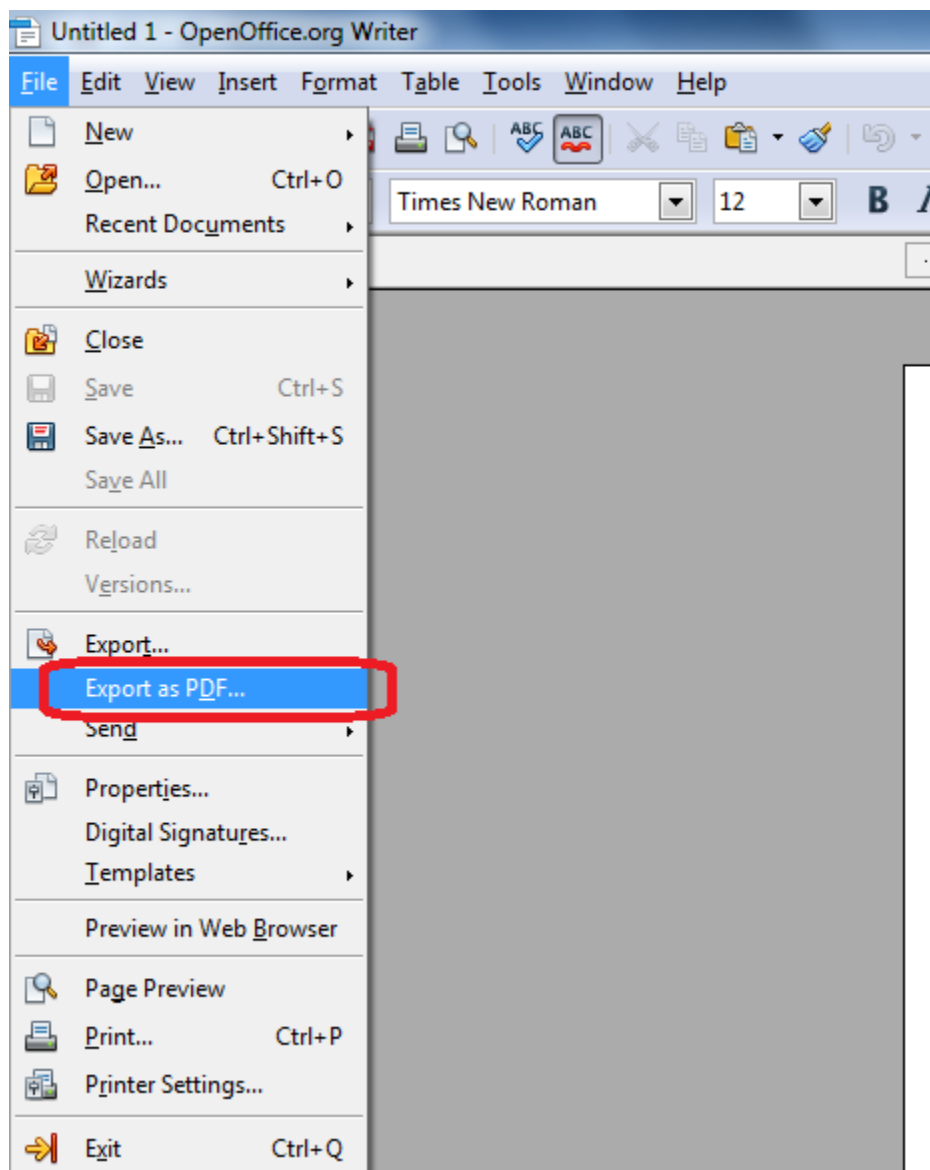 Untitled 1 - OpenOffice.org Writer
File Edit View Insert Format Table Tools Window Help
New
ABC ABC
Open... Ctrl+O
Times New Roman 12 B I
Recent Documents
Wizards
Close
Save Ctrl+S
Save As... Ctrl+Shift+S
Save All
Reload
Versions...
Export...
Export as PDF...
Send
Properties...
Digital Signatures...
Templates
Preview in Web Browser
Page Preview
Print... Ctrl+P
Printer Settings...
Exit Ctrl+Q